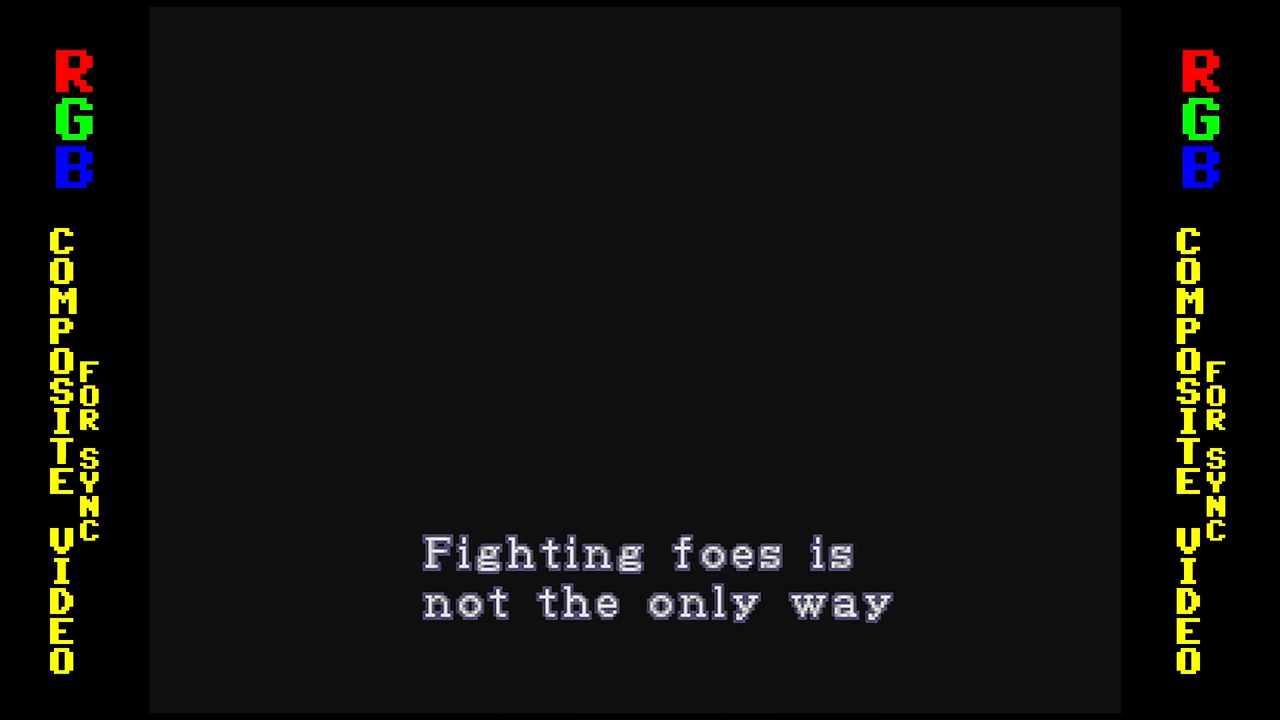 RGB
COMPOSITE VIDEO
FOR SYNC
Fighting foes is
not the only way
RGB
COMPOSITE VIDEO
FOR SYNC